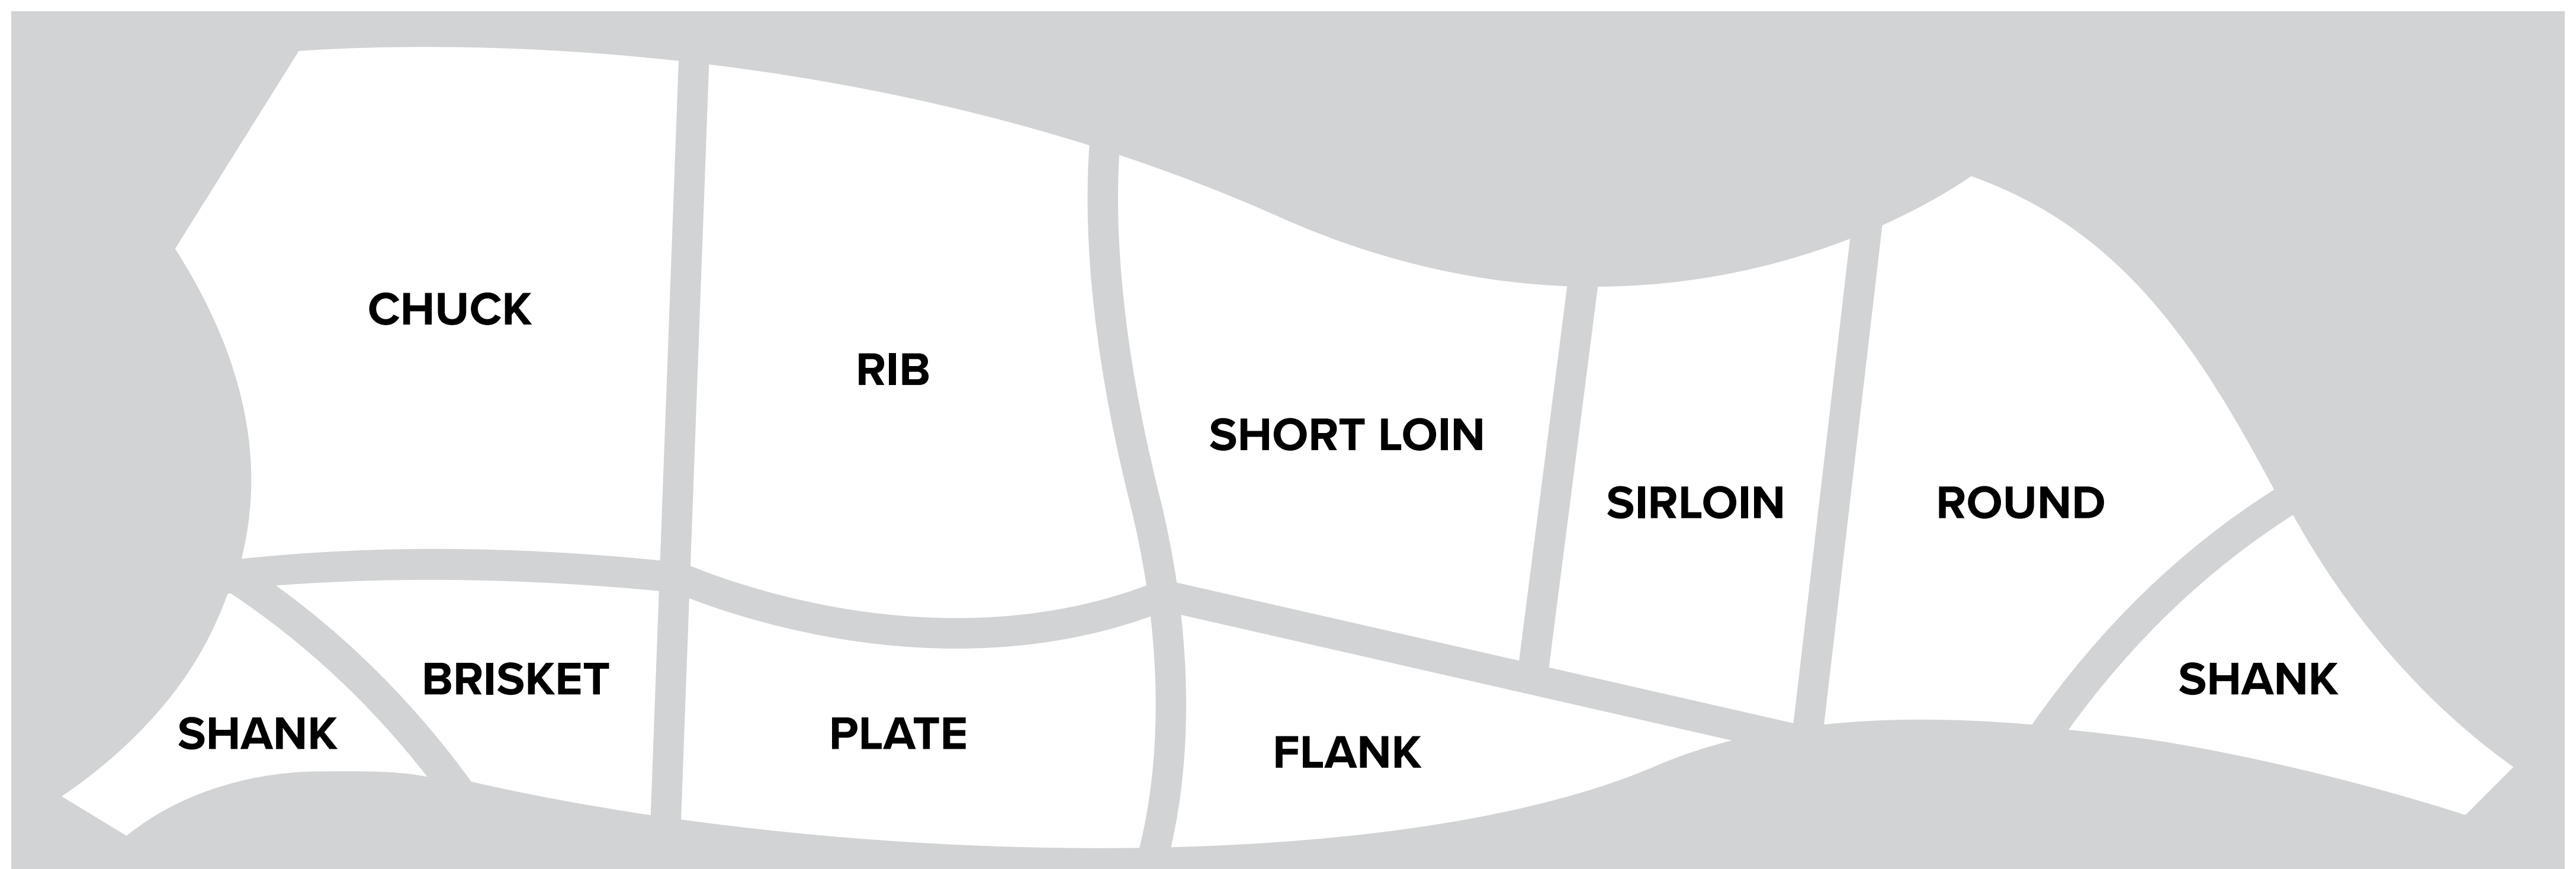 CHUCK
RIB
SHORT LOIN
SIRLOIN
ROUND
SHANK
BRISKET
PLATE
FLANK
SHANK